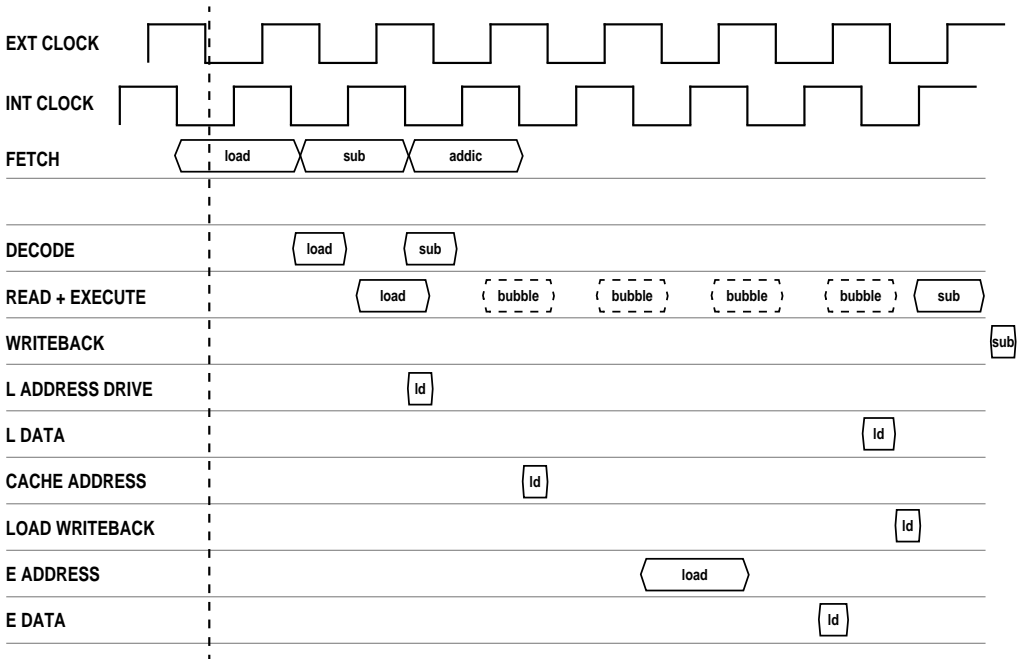 EXT CLOCK
INT CLOCK
FETCH load sub addic
DECODE load sub
READ + EXECUTE load bubble bubble bubble bubble sub
WRITEBACK sub
L ADDRESS DRIVE ld
L DATA ld
CACHE ADDRESS ld
LOAD WRITEBACK ld
E ADDRESS load
E DATA ld